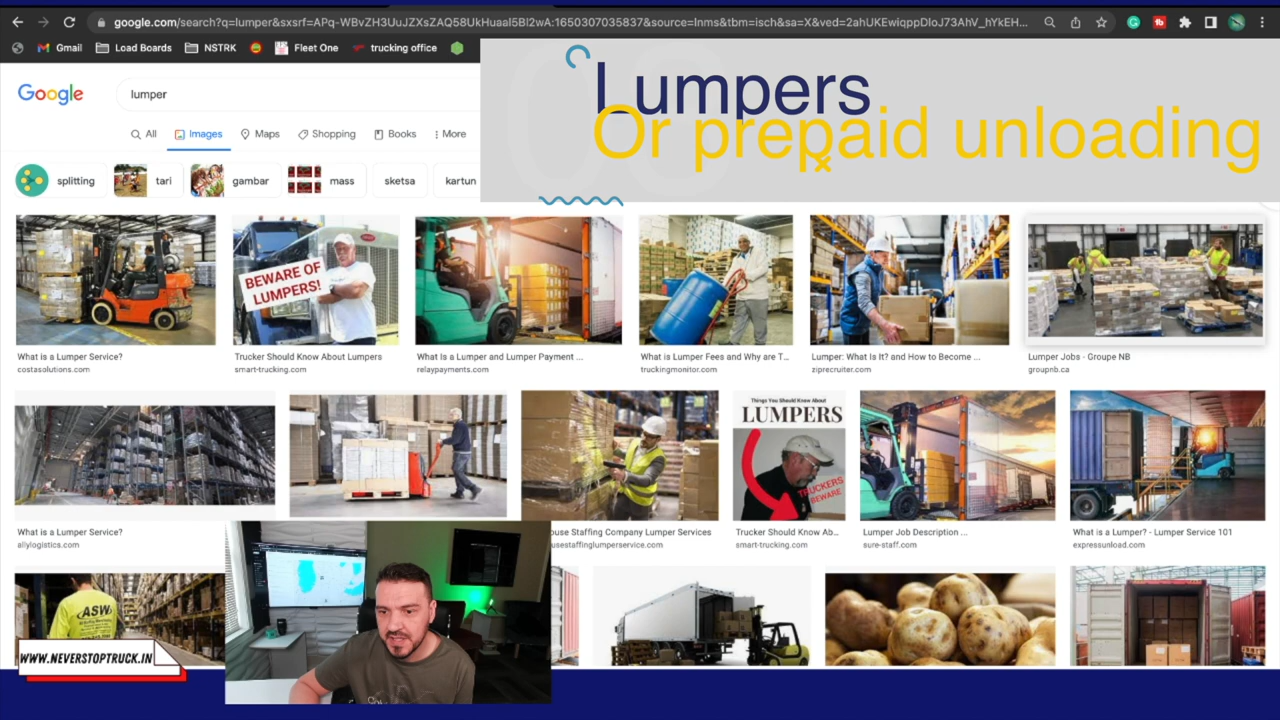 google.com/search?q=lumper&sxsrf=APq-WBvZH3UuJZXsZAQ58UkHuaaI5Bl2wA:1650307035837&source=lnms&tbm=isch&sa=X&ved=2ahUKEwiqppDloJ73AhV_hYkEH...
Gmail
Load Boards
NSTRK
Fleet One
trucking office
Lumpers
Or prepaid unloading
Google
lumper
All
Images
Maps
Shopping
Books
More
splitting
tari
gambar
mass
sketsa
kartun
BEWARE OF
LUMPERS!
What is a Lumper Service?
costasolutions.com
Trucker Should Know About Lumpers
smart-trucking.com
What Is a Lumper and Lumper Payment ...
relaypayments.com
What is Lumper Fees and Why are T...
truckingmonitor.com
Lumper: What Is It? and How to Become ...
ziprecruiter.com
Lumper Jobs - Groupe NB
groupnb.ca
Things You Should Know About
LUMPERS
TRUCKERS
BEWARE
What is a Lumper Service?
allylogistics.com
ouse Staffing Company Lumper Services
usestaffinglumperservice.com
Trucker Should Know Ab...
smart-trucking.com
Lumper Job Description ...
sure-staff.com
What is a Lumper? - Lumper Service 101
expressunload.com
ASW
WWW.NEVERSTOPTRUCK.IN